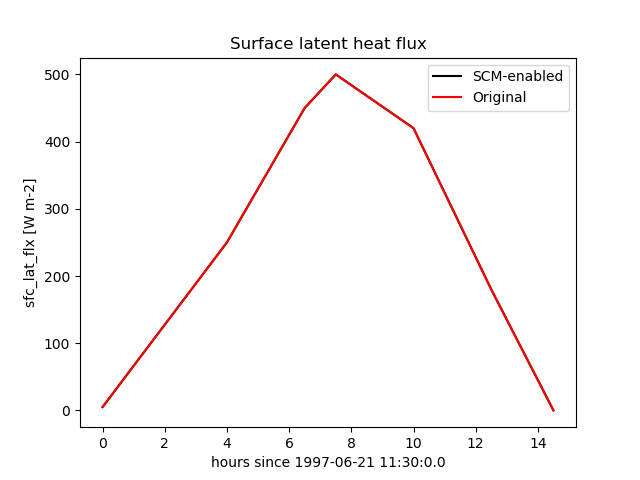 Surface latent heat flux
SCM-enabled
Original
sfc_lat_flx [W m-2]
500
400
300
200
100
0
0 2 4 6 8 10 12 14
hours since 1997-06-21 11:30:0.0